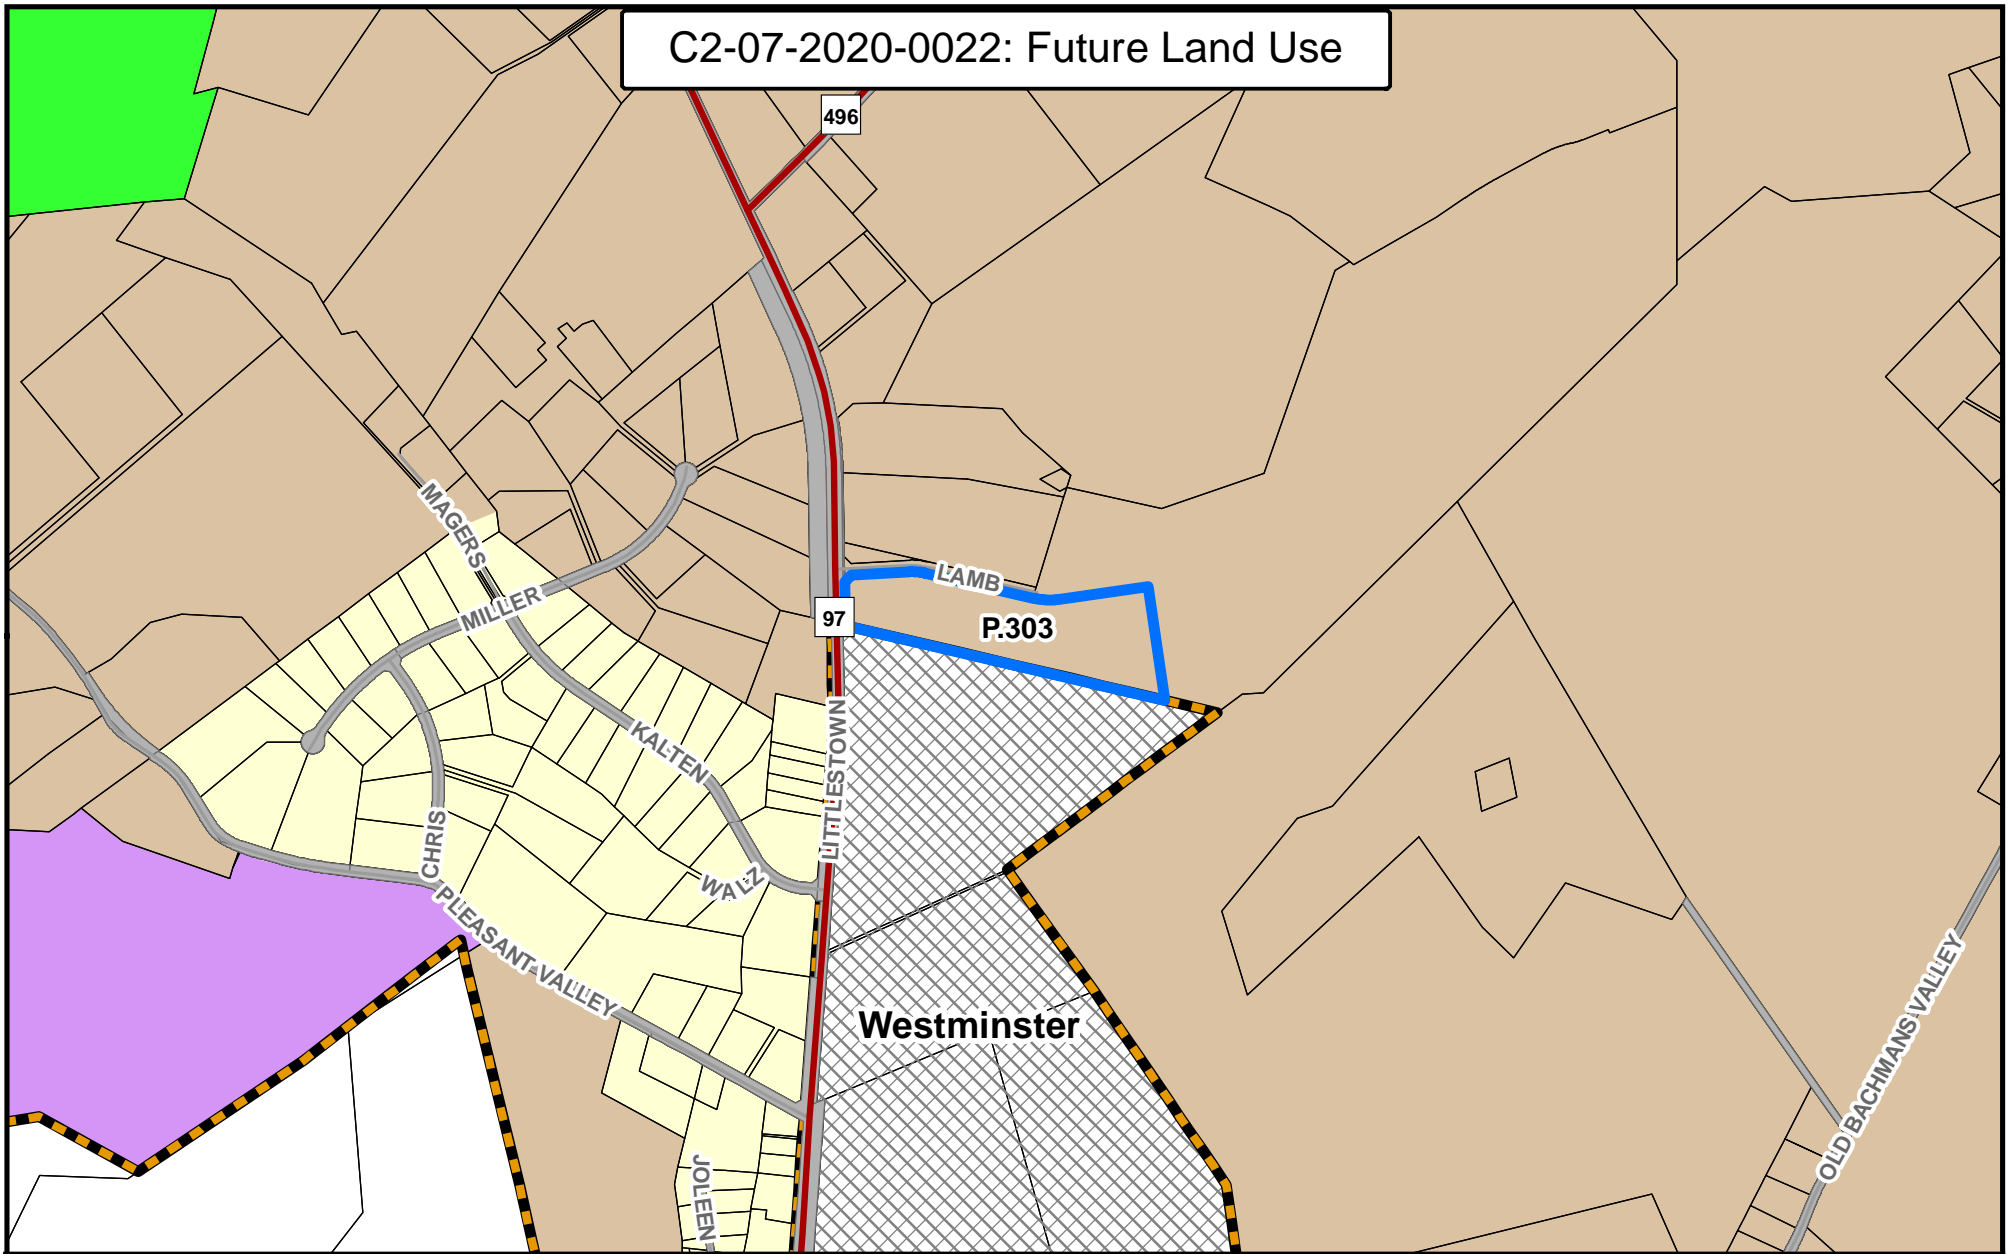 C2-07-2020-0022: Future Land Use
496
MAGERS
LAMB
MILLER
97
P.303
KALTEN
LITTLESTOWN
CHRIS
WALZ
PLEASANT VALLEY
Westminster
OLD BACHMANS VALLEY
JOLEEN